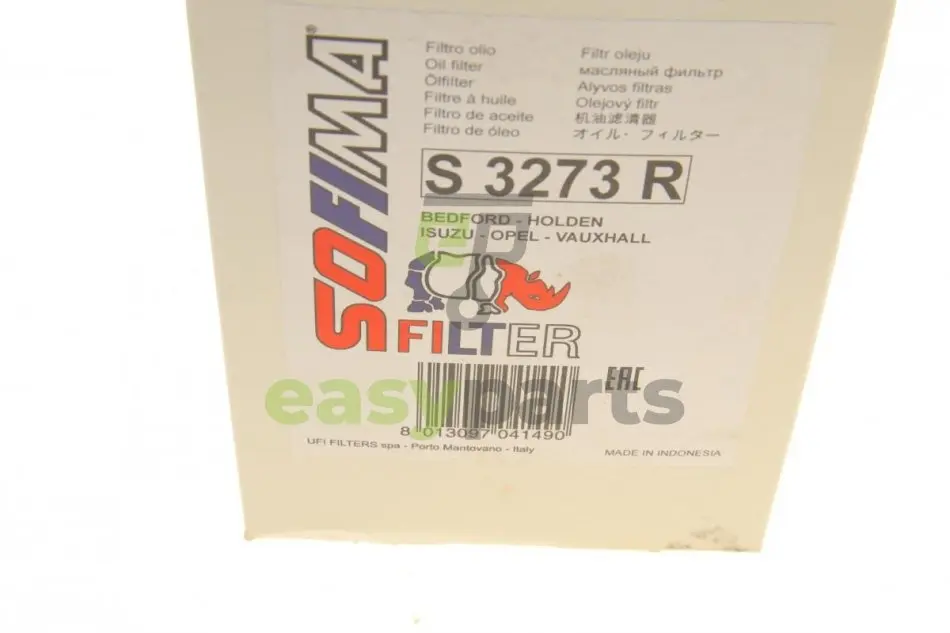 SOFIMA®
Filtro olio
Oil filter
Ölfilter
Filtre à huile
Filtro de aceite
Filtro de óleo
Filtr oleju
масляный фильтр
Alyvos filtras
Olejový filtr
机油滤清器
オイル・フィルター
S 3273 R
BEDFORD - HOLDEN
ISUZU - OPEL - VAUXHALL
FILTER
EAC
easyparts
8 013097 041490
UFI FILTERS spa - Porto Mantovano - Italy
MADE IN INDONESIA